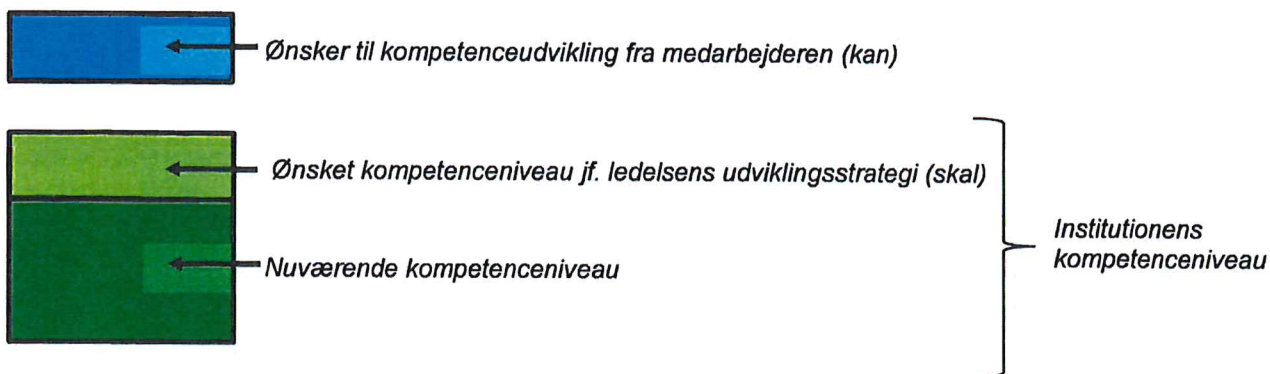 Ønsker til kompetenceudvikling fra medarbejderen (kan)
Ønsket kompetenceniveau jf. ledelsens udviklingsstrategi (skal)
Nuværende kompetenceniveau
Institutionens
kompetenceniveau